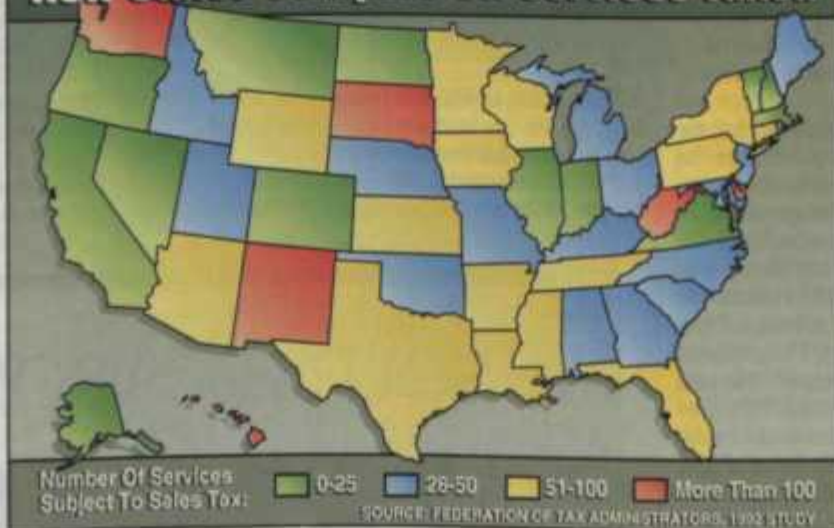 Number Of Services
Subject To Sales Tax:
0-25
26-50
51-100
More Than 100
SOURCE: FEDERATION OF TAX ADMINISTRATORS, 1992 STUDY